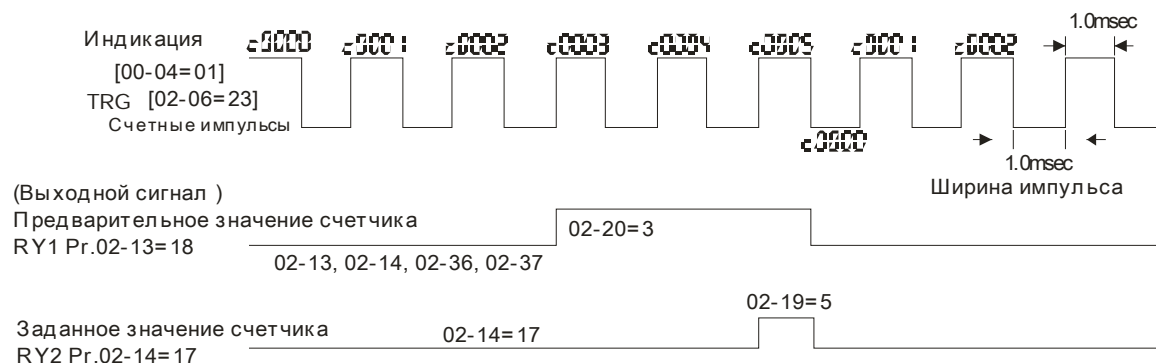 1.0msec
Индикация c0000 c0001 c0002 c0003 c0004 c0005 c0001 c0002
[00-04=01]
TRG [02-06=23]
Счетные импульсы
c0000
1.0msec
Ширина импульса
(Выходной сигнал )
Предварительное значение счетчика
02-20=3
RY1 Pr.02-13=18
02-13, 02-14, 02-36, 02-37
02-19=5
Заданное значение счетчика
02-14=17
RY2 Pr.02-14=17